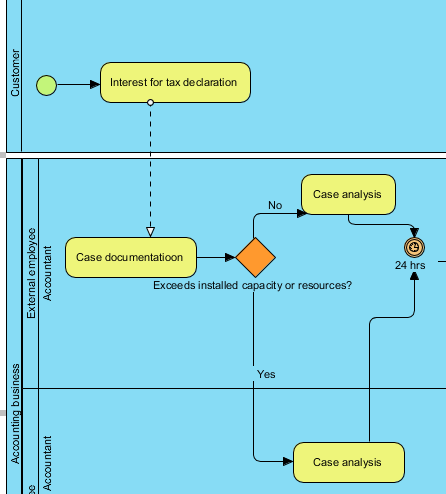 Customer
Interest for tax declaration
Accounting business
External employee
Accountant
Case documentatioon
Exceeds installed capacity or resources?
No
Case analysis
24 hrs
Yes
Accountant
Case analysis